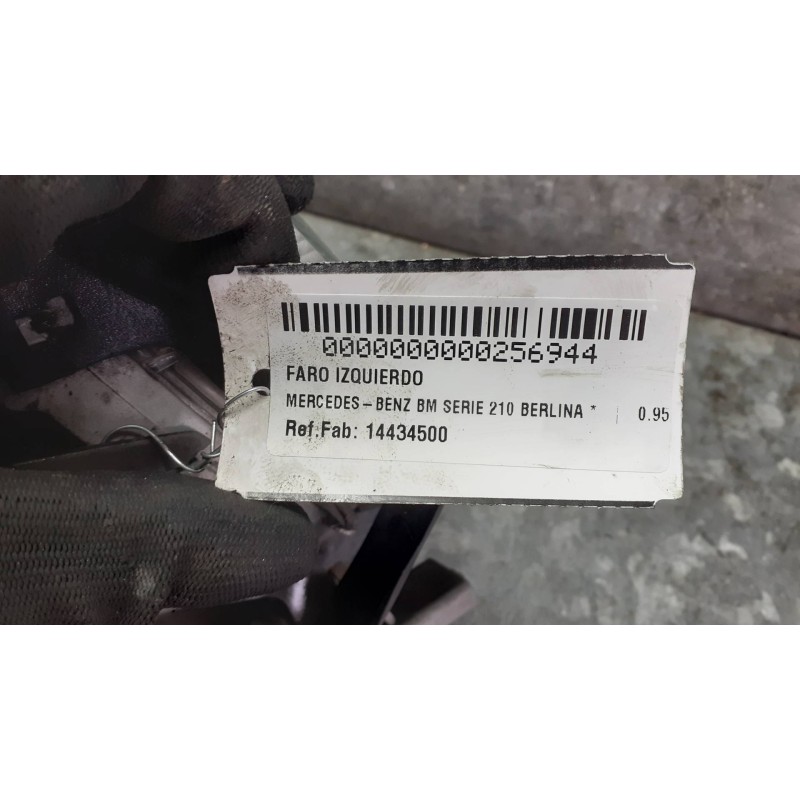 0000000000256944
FARO IZQUIERDO
MERCEDES-BENZ BM SERIE 210 BERLINA * | 0.95
Ref.Fab: 14434500